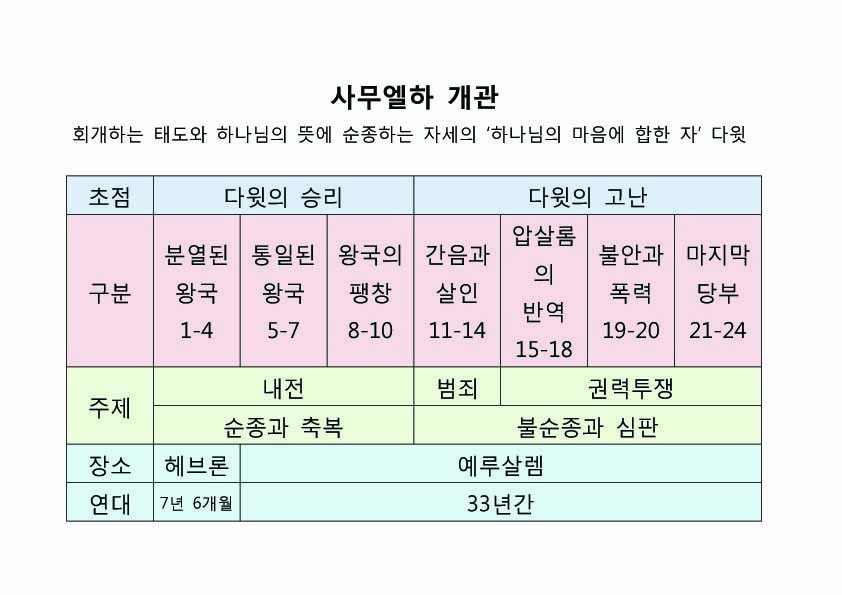 사무엘하 개관
회개하는 태도와 하나님의 뜻에 순종하는 자세의 ‘하나님의 마음에 합한 자’ 다윗
초점 다윗의 승리 다윗의 고난
구분
분열된
왕국
1-4
통일된
왕국
5-7
왕국의
팽창
8-10
간음과
살인
11-14
압살롬
의
반역
15-18
불안과
폭력
19-20
마지막
당부
21-24
주제
내전 범죄 권력투쟁
순종과 축복 불순종과 심판
장소 헤브론 예루살렘
연대 7년 6개월 33년간